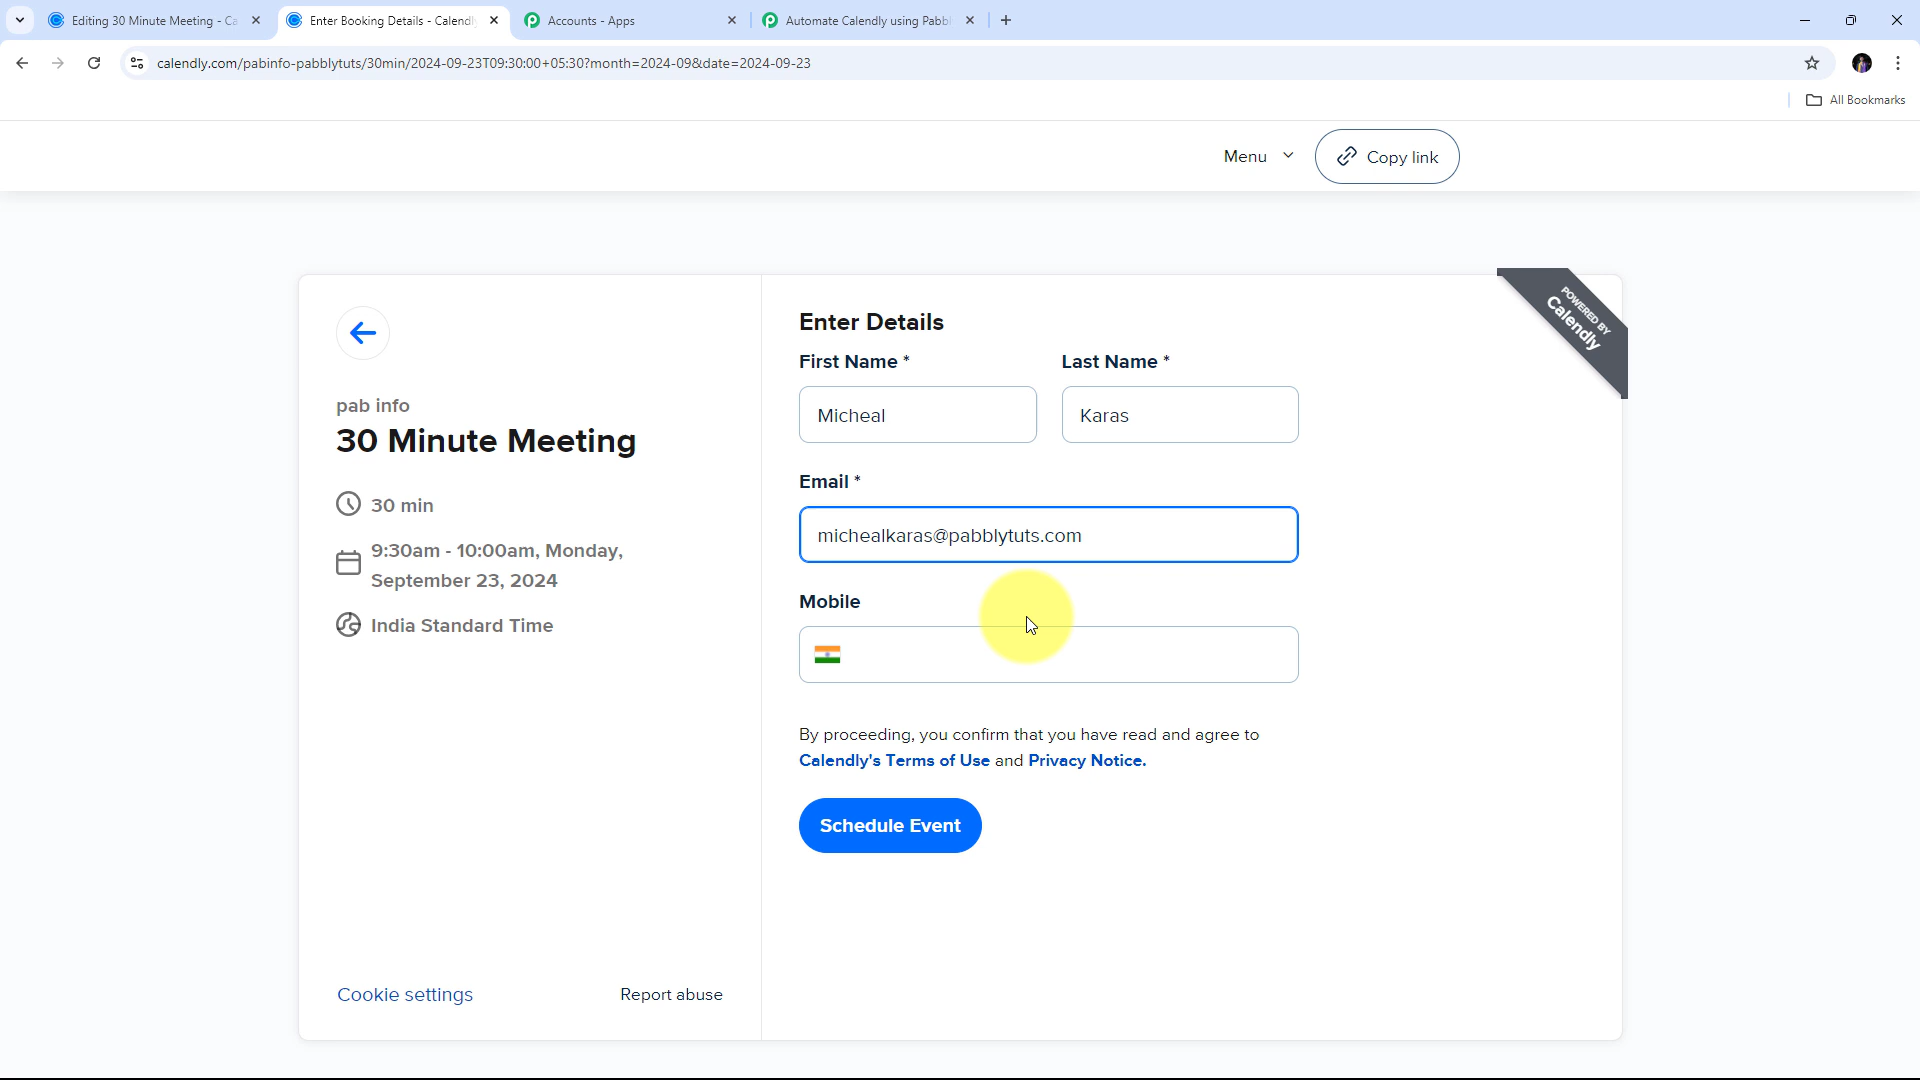 Editing 30 Minute Meeting - Ca
Enter Booking Details - Calendly
Accounts - Apps
Automate Calendly using Pabbl
calendly.com/pabinfo-pabblytuts/30min/2024-09-23T09:30:00+05:30?month=2024-09&date=2024-09-23
All Bookmarks
Menu
Copy link
POWERED BY
Calendly
pab info
30 Minute Meeting
30 min
9:30am - 10:00am, Monday,
September 23, 2024
India Standard Time
Cookie settings
Report abuse
Enter Details
First Name *
Last Name *
Micheal
Karas
Email *
michealkaras@pabblytuts.com
Mobile
By proceeding, you confirm that you have read and agree to
Calendly's Terms of Use and Privacy Notice.
Schedule Event